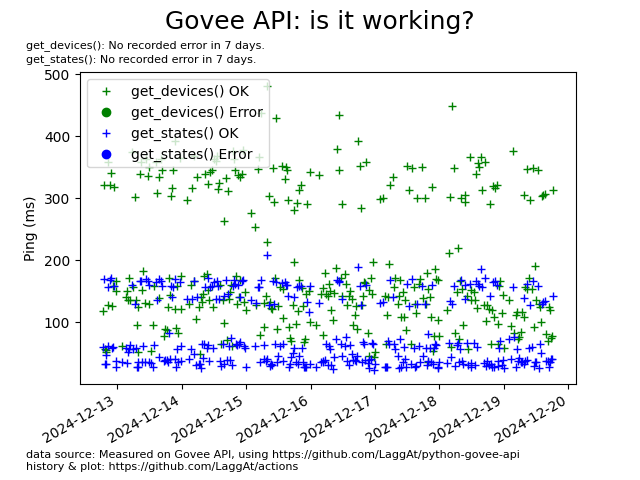 Govee API: is it working?
get_devices(): No recorded error in 7 days.
get_states(): No recorded error in 7 days.
get_devices() OK
get_devices() Error
get_states() OK
get_states() Error
500
400
300
200
100
Ping (ms)
2024-12-13
2024-12-14
2024-12-15
2024-12-16
2024-12-17
2024-12-18
2024-12-19
2024-12-20
data source: Measured on Govee API, using https://github.com/LaggAt/python-govee-api
history & plot: https://github.com/LaggAt/actions